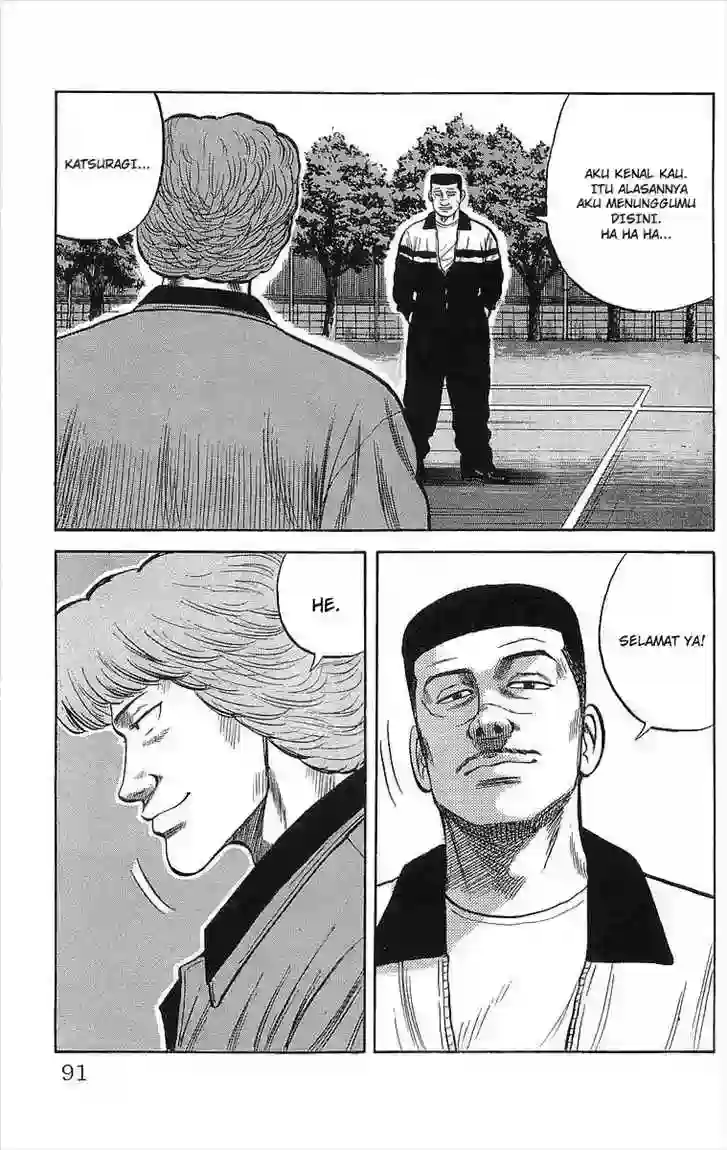 AKU KENAL KAU.
ITU ALASANNYA
AKU MENUNGGUMU
DISINI.
HA HA HA...
KATSURAGI...
SELAMAT YA!
HE.
91